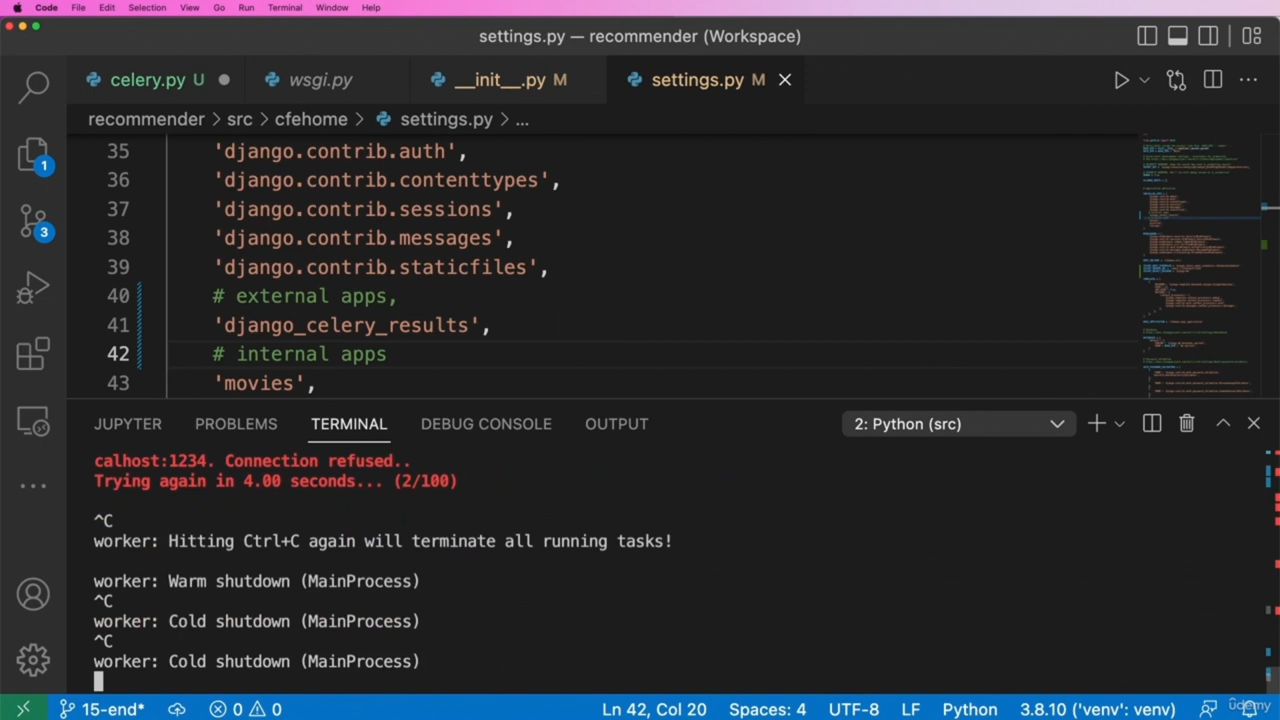 Code File Edit Selection View Go Run Terminal Window Help
settings.py — recommender (Workspace)
celery.py U wsgi.py __init__.py M settings.py M
recommender > src > cfehome > settings.py > ...
35 'django.contrib.auth',
36 'django.contrib.contenttypes',
37 'django.contrib.sessions',
38 'django.contrib.messages',
39 'django.contrib.staticfiles',
40 # external apps,
41 'django_celery_results',
42 # internal apps
43 'movies',
1
3
JUPYTER PROBLEMS TERMINAL DEBUG CONSOLE OUTPUT 2: Python (src)
calhost:1234. Connection refused..
Trying again in 4.00 seconds... (2/100)
^C
worker: Hitting Ctrl+C again will terminate all running tasks!
worker: Warm shutdown (MainProcess)
^C
worker: Cold shutdown (MainProcess)
^C
worker: Cold shutdown (MainProcess)
15-end* 0 0 Ln 42, Col 20 Spaces: 4 UTF-8 LF Python 3.8.10 ('venv': venv)
udemy